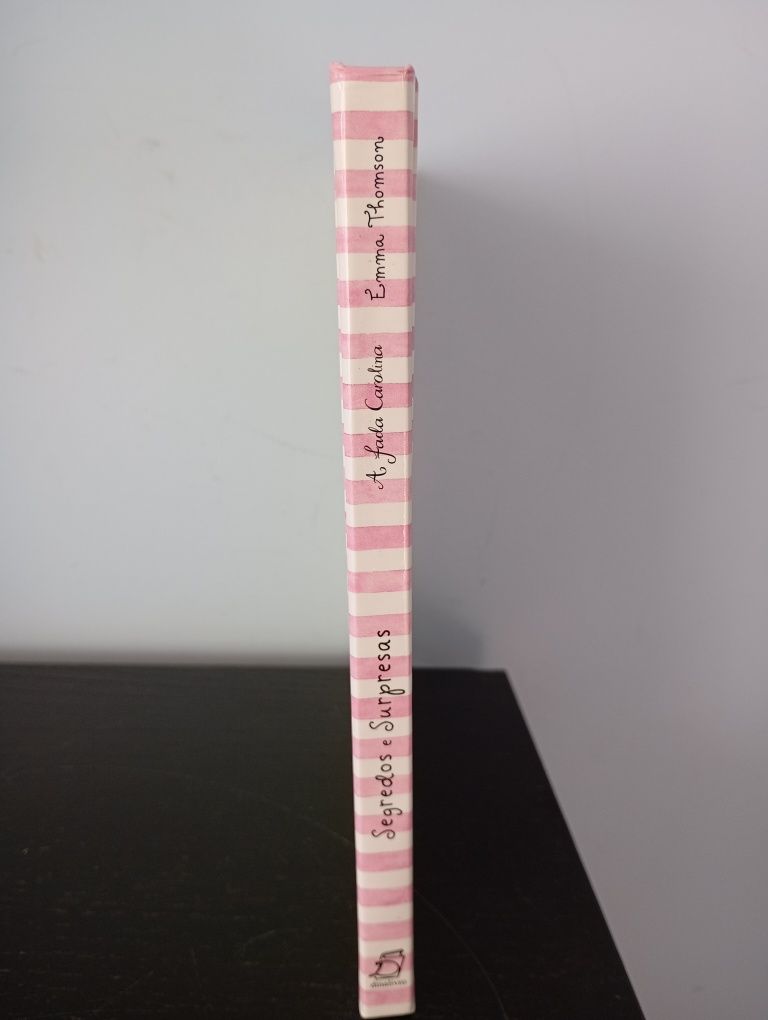 Segredos e Surpresas
A fada Carolina
Emma Thomson